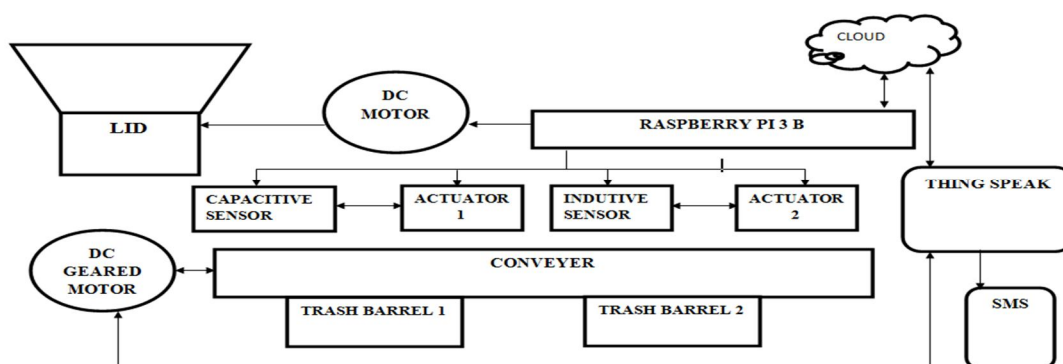 CLOUD
DC
MOTOR
LID
RASPBERRY PI 3 B
CAPACITIVE
SENSOR
ACTUATOR
1
INDUTIVE
SENSOR
ACTUATOR
2
THING SPEAK
DC
GEARED
MOTOR
CONVEYER
TRASH BARREL 1
TRASH BARREL 2
SMS